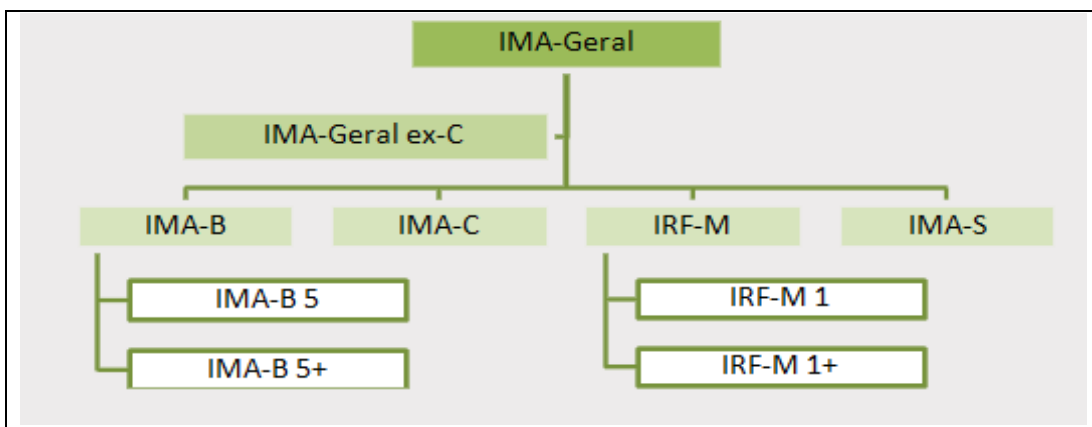 IMA-Geral
IMA-Geral ex-C
IMA-B
IMA-C
IRF-M
IMA-S
IMA-B 5
IRF-M 1
IMA-B 5+
IRF-M 1+